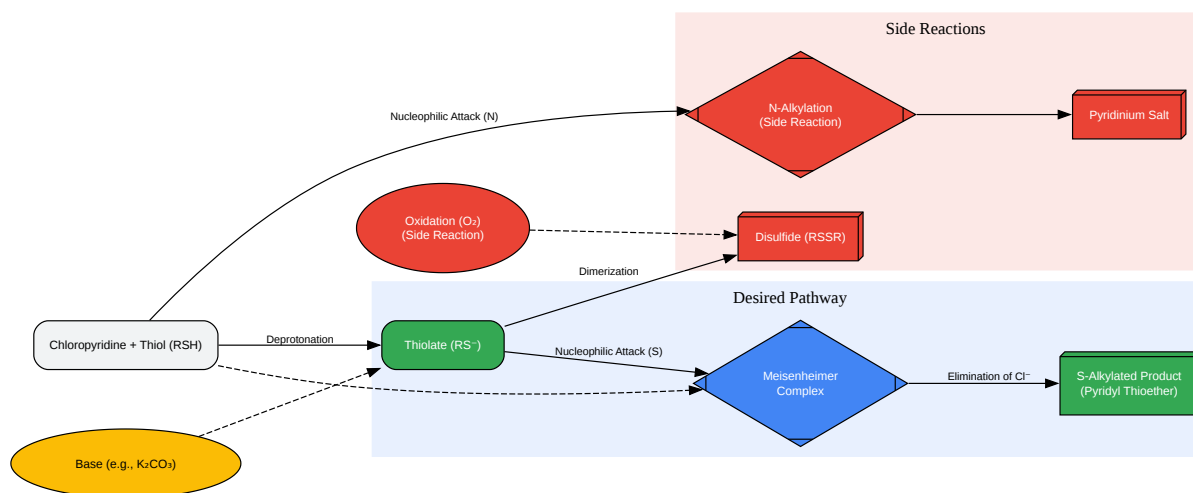 Side Reactions
Nucleophilic Attack (N)
N-Alkylation
(Side Reaction)
Pyridinium Salt
Oxidation (O₂)
(Side Reaction)
Disulfide (RSSR)
Dimerization
Desired Pathway
Chloropyridine + Thiol (RSH)
Deprotonation
Thiolate (RS⁻)
Nucleophilic Attack (S)
Meisenheimer
Complex
Elimination of Cl⁻
S-Alkylated Product
(Pyridyl Thioether)
Base (e.g., K₂CO₃)